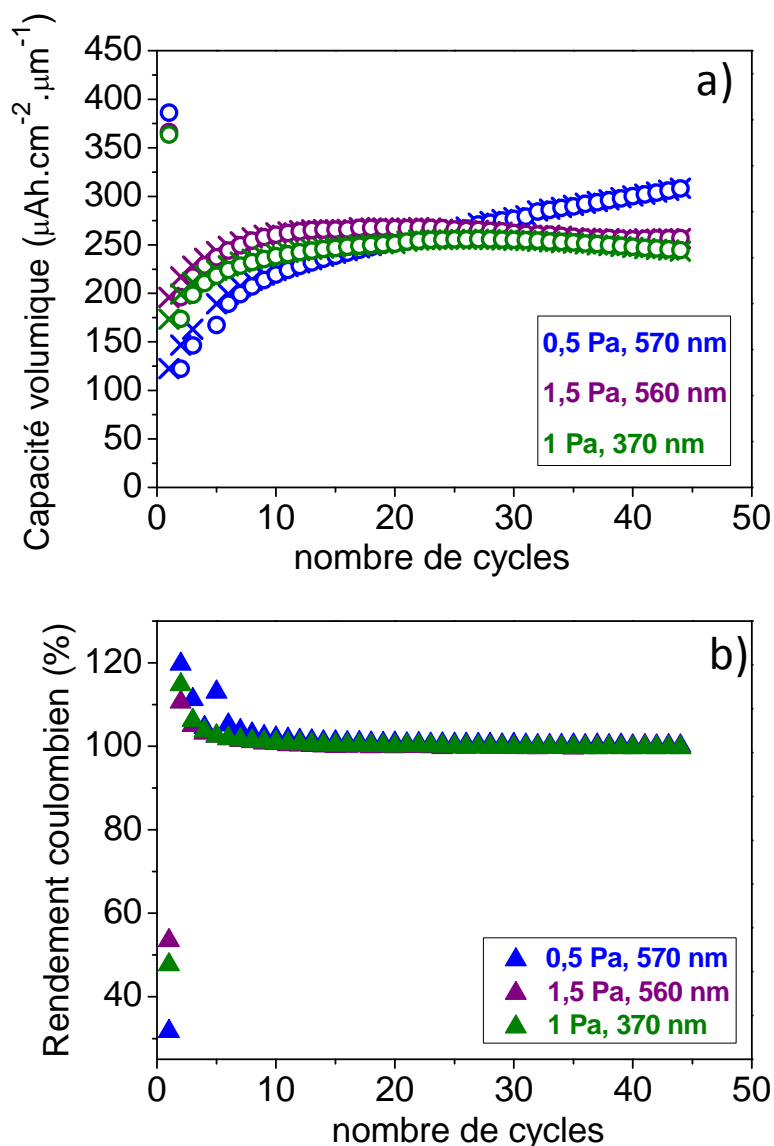 a)
Capacité volumique (µAh.cm-2 .µm-1)
450
400
350
300
250
200
150
100
50
0
0,5 Pa, 570 nm
1,5 Pa, 560 nm
1 Pa, 370 nm
0 10 20 30 40 50
nombre de cycles
b)
Rendement coulombien (%)
120
100
80
60
40
0,5 Pa, 570 nm
1,5 Pa, 560 nm
1 Pa, 370 nm
0 10 20 30 40 50
nombre de cycles